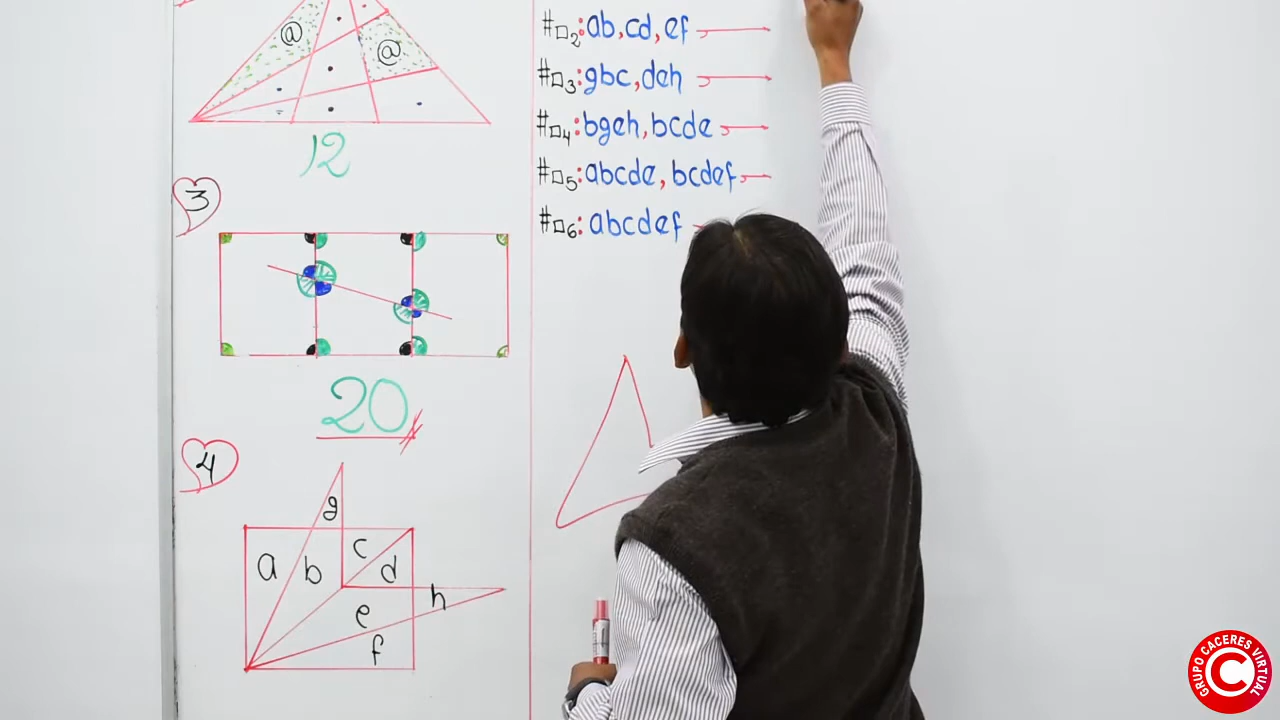 @ @
12
#□2: ab, cd, ef
#□3: gbc, deh
#□4: bgeh, bcde
#□5: abcde, bcdef
#□6: abcdef
3
20
4
g
a b c d
e h
f
GRUPO CACERES VIRTUAL
C